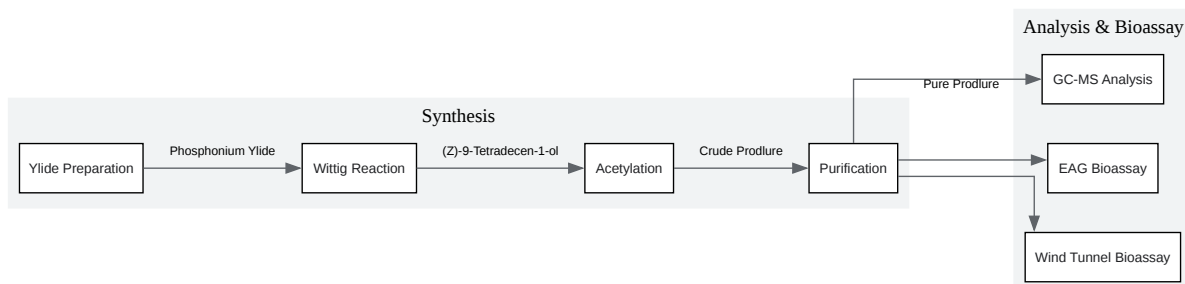 Analysis & Bioassay
GC-MS Analysis
Pure Prodlure
Synthesis
Phosphonium Ylide
(Z)-9-Tetradecen-1-ol
Crude Prodlure
Ylide Preparation
Wittig Reaction
Acetylation
Purification
EAG Bioassay
Wind Tunnel Bioassay